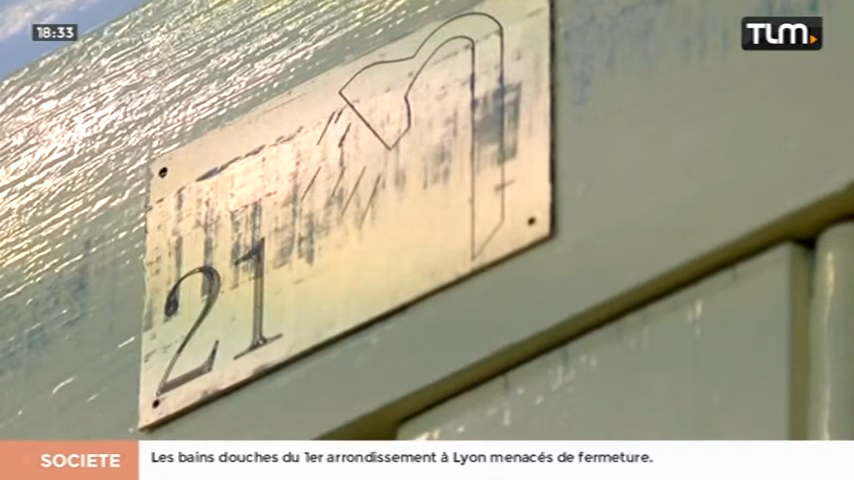 18:33
TLM
21
SOCIETE
Les bains douches du 1er arrondissement à Lyon menacés de fermeture.